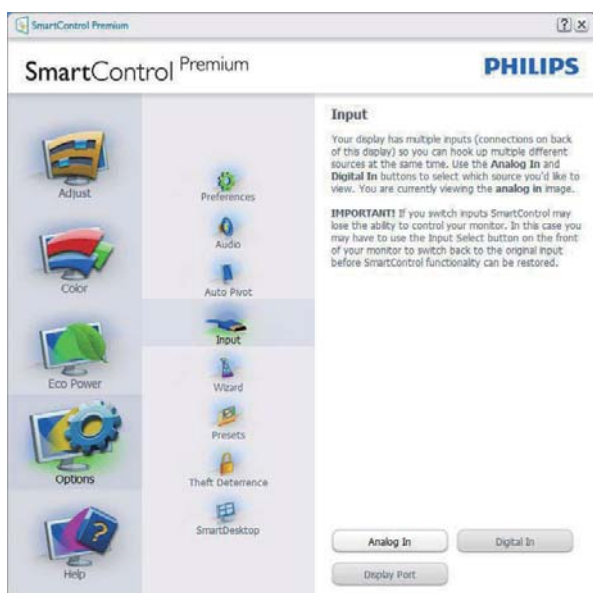 SmartControl Premium
SmartControl Premium
PHILIPS
Adjust
Color
Eco Power
Options
Help
Preferences
Audio
Auto Pivot
Input
Wizard
Presets
Theft Deterrence
SmartDesktop
Input
Your display has multiple inputs (connections on back
of this display) so you can hook up multiple different
sources at the same time. Use the Analog In and
Digital In buttons to select which source you'd like to
view. You are currently viewing the analog in image.
IMPORTANT! If you switch inputs SmartControl may
lose the ability to control your monitor. In this case you
may have to use the Input Select button on the front
of your monitor to switch back to the original input
before SmartControl functionality can be restored.
Analog In
Digital In
Display Port